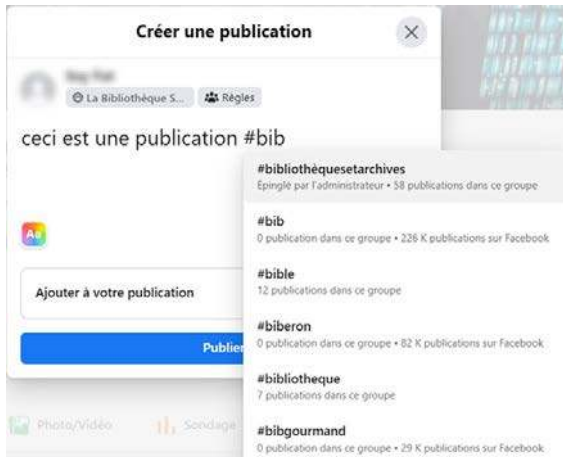 Créer une publication
La Bibliothèque S... Règles
ceci est une publication #bib
#bibliothèquesetarchives
Épinglé par l'administrateur • 58 publications dans ce groupe
#bib
0 publication dans ce groupe • 226 K publications sur Facebook
#bible
12 publications dans ce groupe
#biberon
0 publication dans ce groupe • 82 K publications sur Facebook
Aa
Ajouter à votre publication
#bibliotheque
7 publications dans ce groupe
Publier
#bibgourmand
0 publication dans ce groupe • 29 K publications sur Facebook
Photo/Vidéo Sondage